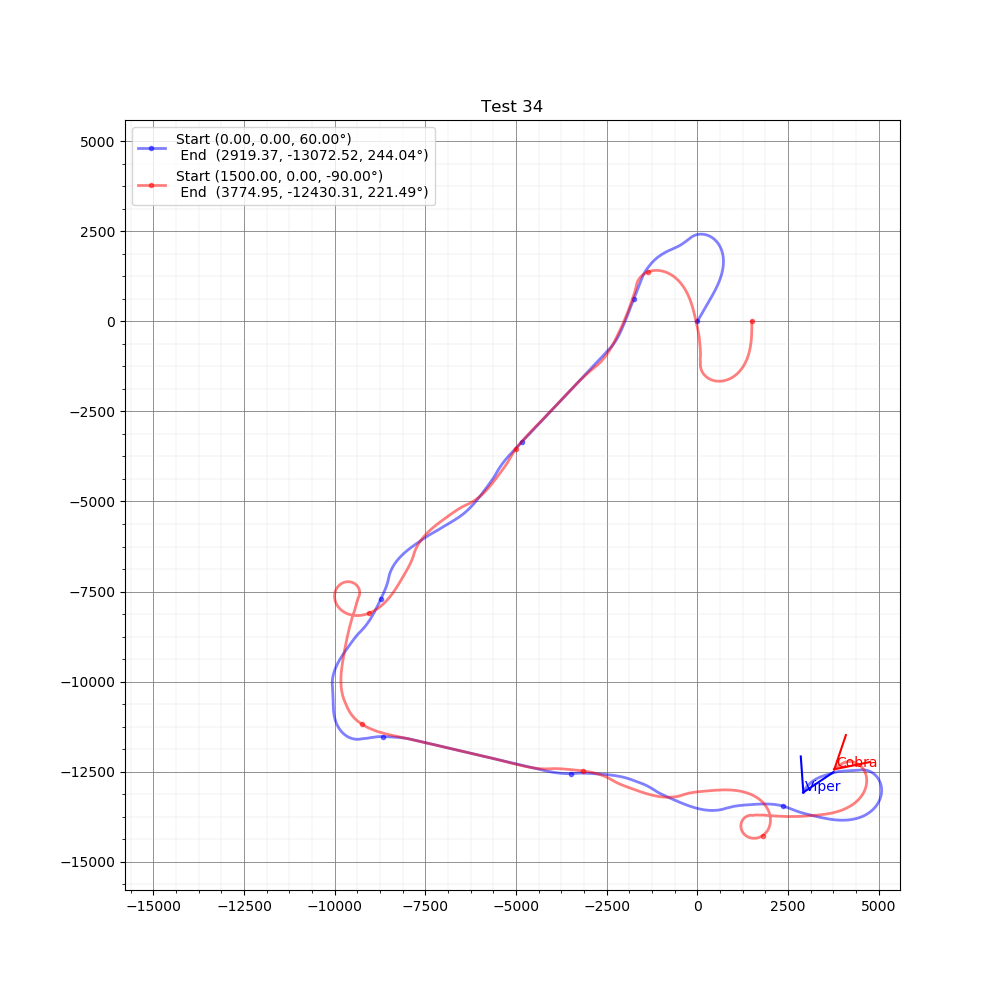 Test 34
Start (0.00, 0.00, 60.00°)
End (2919.37, -13072.52, 244.04°)
Start (1500.00, 0.00, -90.00°)
End (3774.95, -12430.31, 221.49°)
5000
2500
0
−2500
−5000
−7500
−10000
−12500
−15000
Cobra
Viper
−15000 −12500 −10000 −7500 −5000 −2500 0 2500 5000